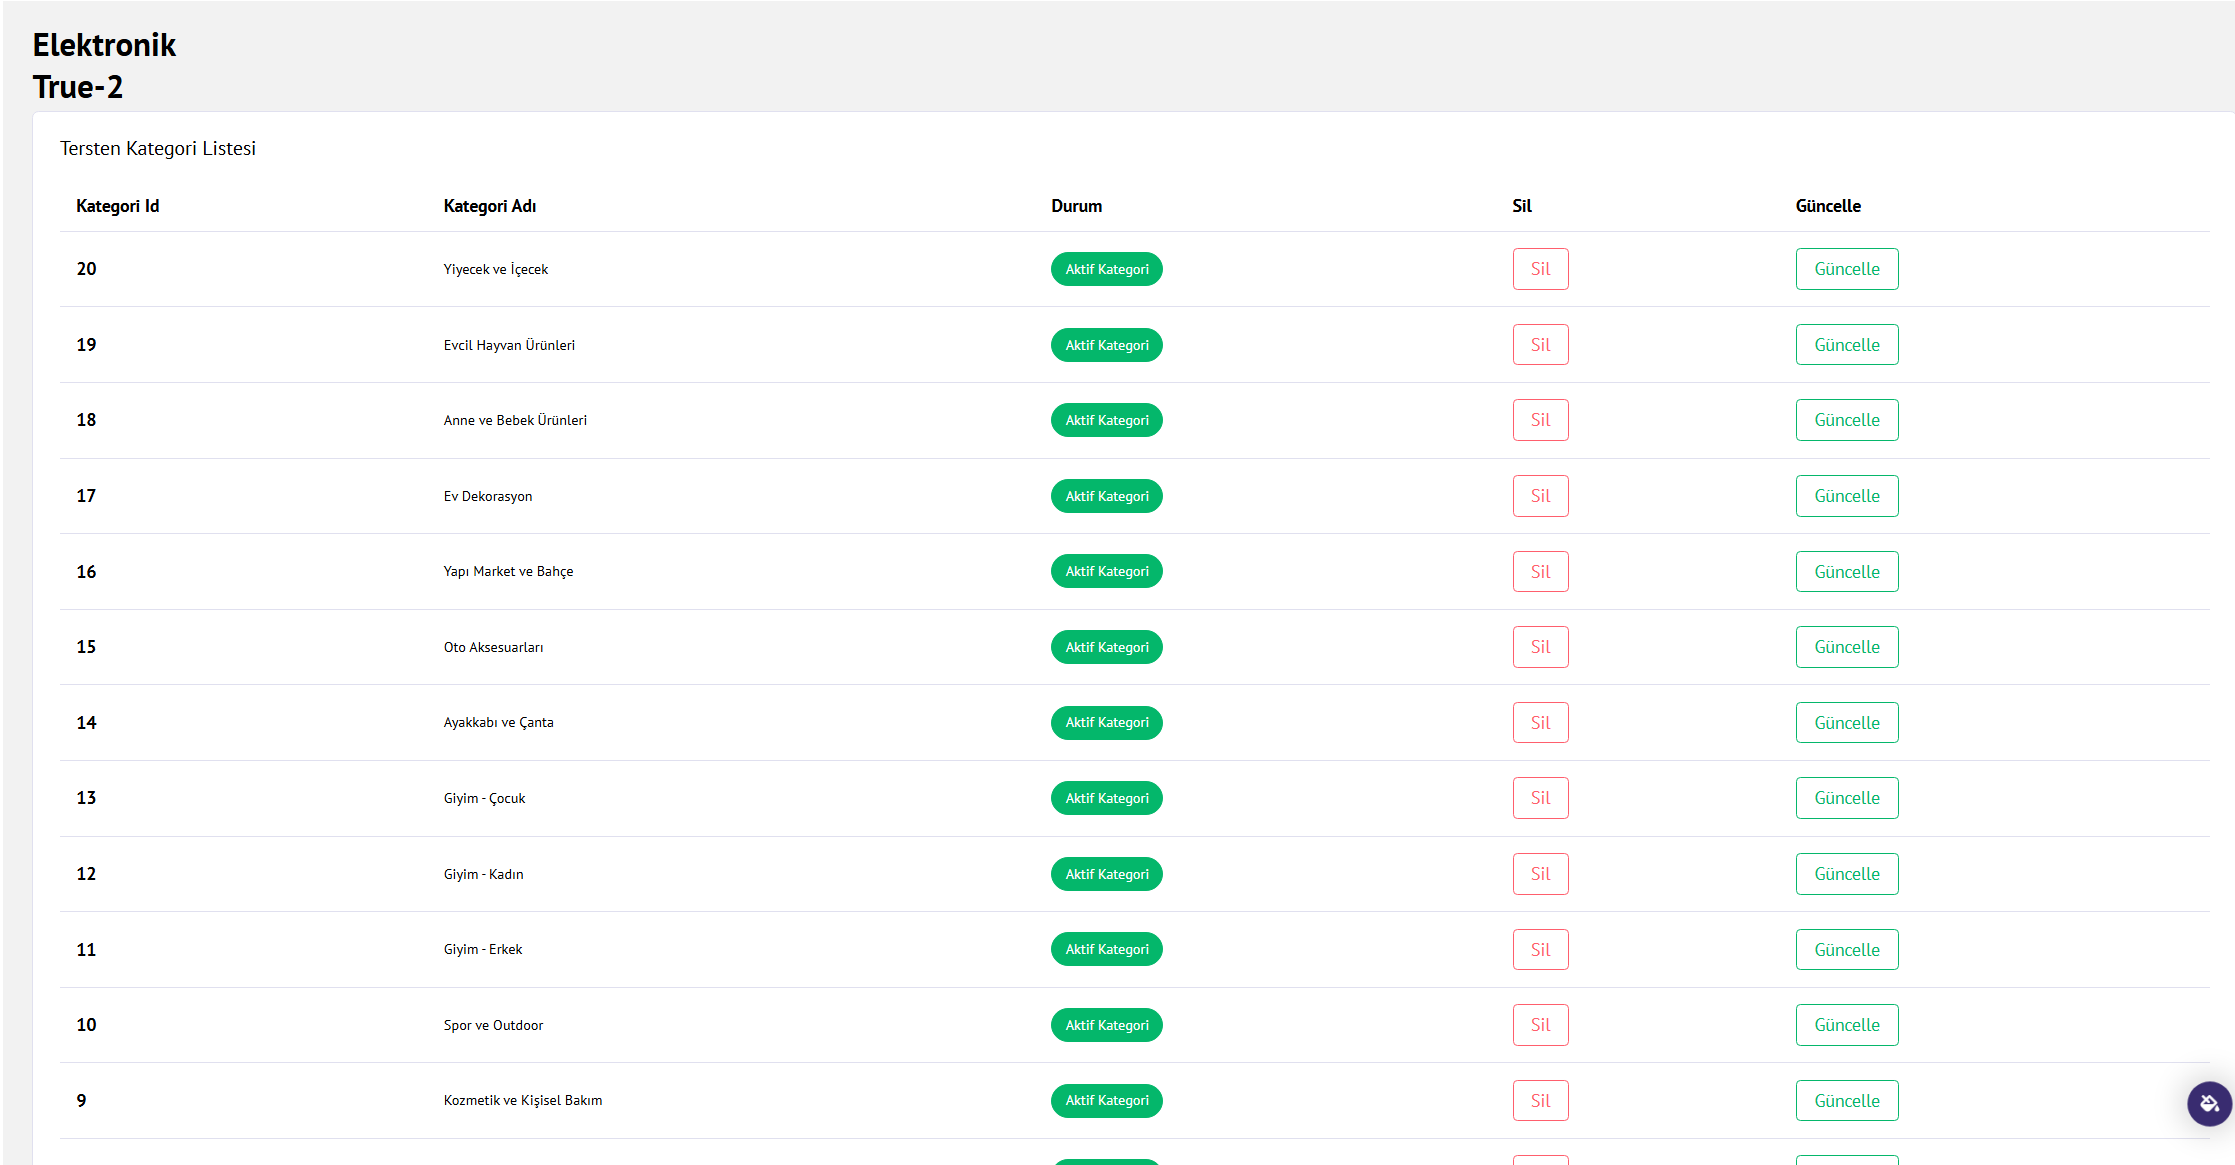 Elektronik
True-2
Tersten Kategori Listesi
Kategori Id Kategori Adı Durum Sil Güncelle
20 Yiyecek ve İçecek Aktif Kategori Sil Güncelle
19 Evcil Hayvan Ürünleri Aktif Kategori Sil Güncelle
18 Anne ve Bebek Ürünleri Aktif Kategori Sil Güncelle
17 Ev Dekorasyon Aktif Kategori Sil Güncelle
16 Yapı Market ve Bahçe Aktif Kategori Sil Güncelle
15 Oto Aksesuarları Aktif Kategori Sil Güncelle
14 Ayakkabı ve Çanta Aktif Kategori Sil Güncelle
13 Giyim - Çocuk Aktif Kategori Sil Güncelle
12 Giyim - Kadın Aktif Kategori Sil Güncelle
11 Giyim - Erkek Aktif Kategori Sil Güncelle
10 Spor ve Outdoor Aktif Kategori Sil Güncelle
9 Kozmetik ve Kişisel Bakım Aktif Kategori Sil Güncelle